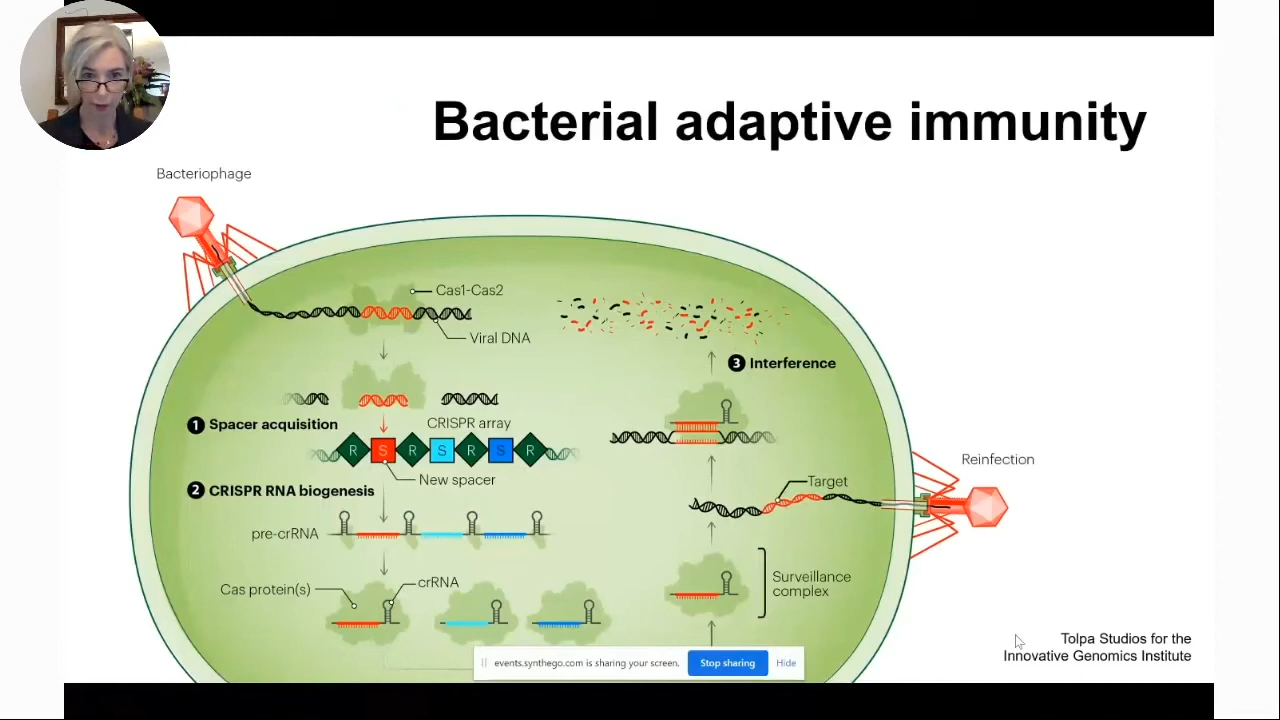 Bacterial adaptive immunity
Bacteriophage
Cas1-Cas2
Viral DNA
3 Interference
1 Spacer acquisition
CRISPR array
R S R S R S R
New spacer
2 CRISPR RNA biogenesis
pre-crRNA
Cas protein(s)
crRNA
Reinfection
Target
Surveillance
complex
Tolpa Studios for the
Innovative Genomics Institute
events.synthego.com is sharing your screen.
Stop sharing
Hide